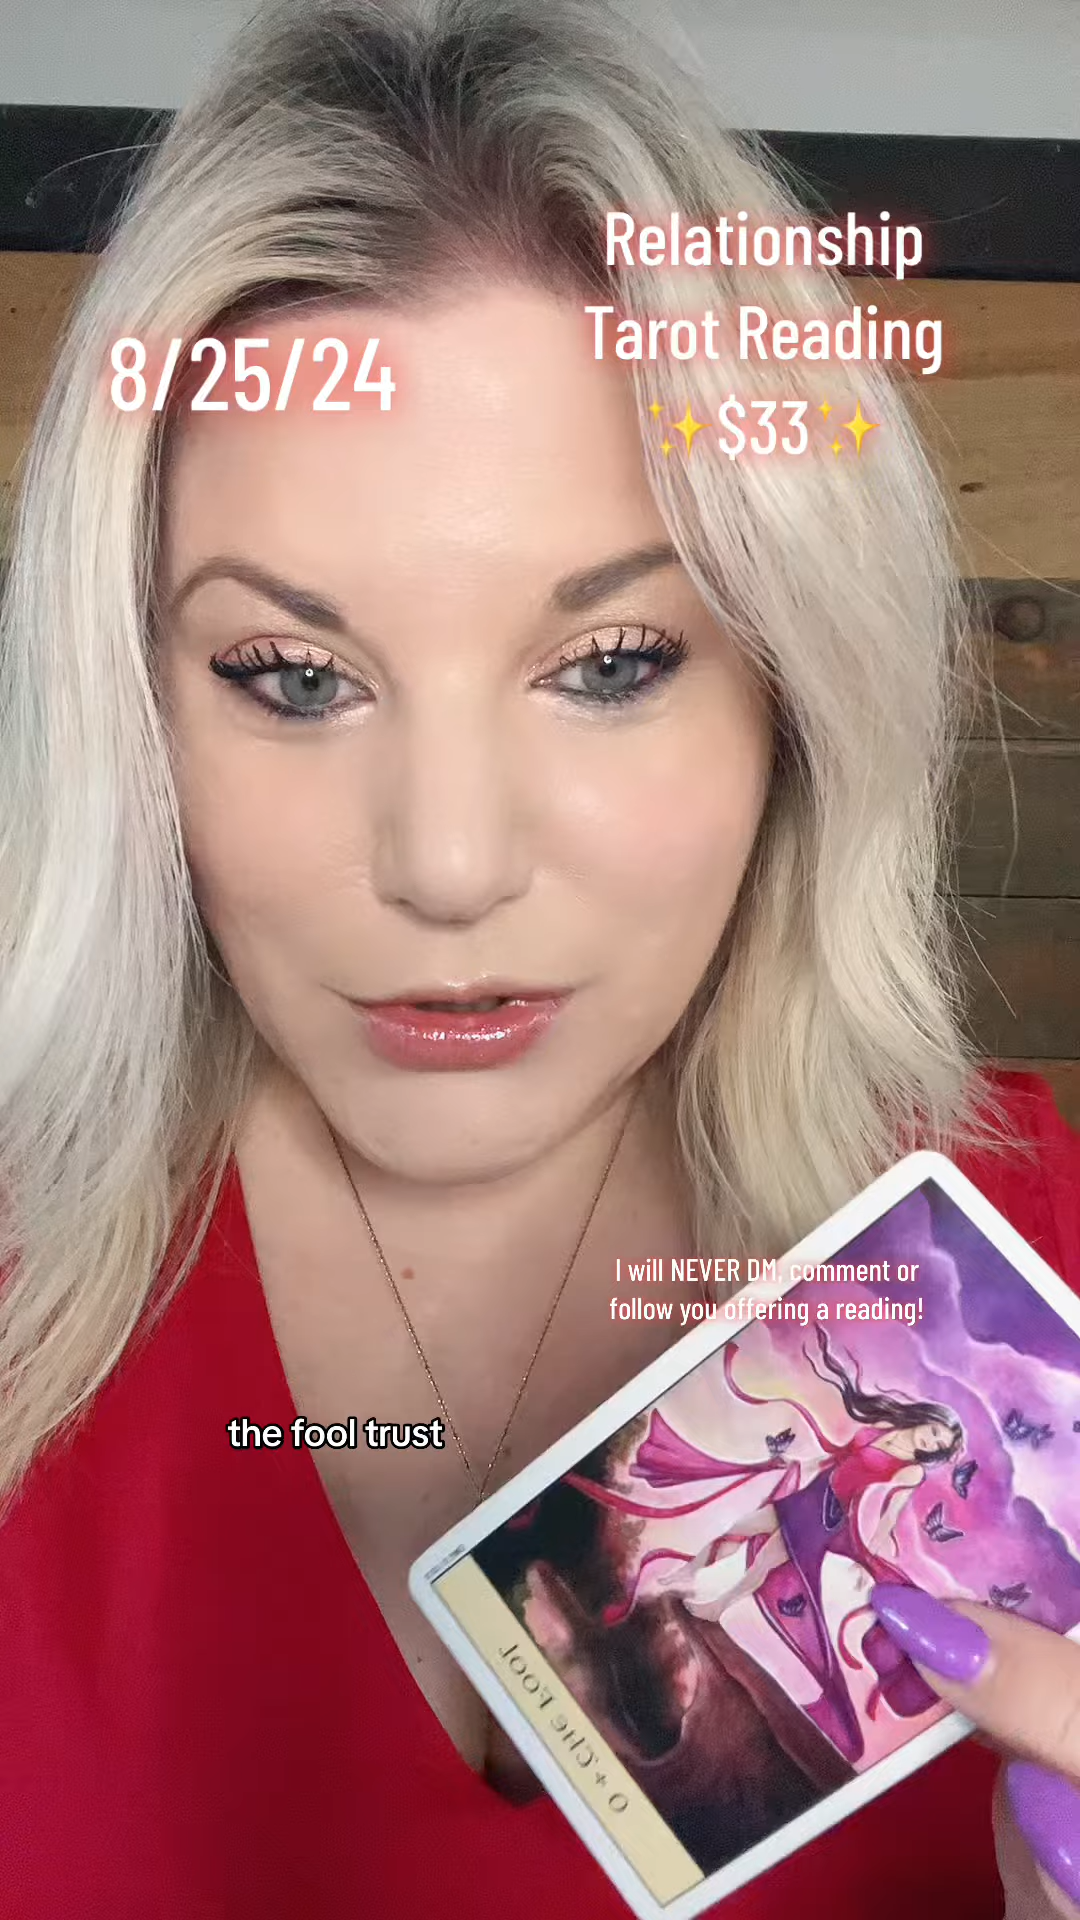 Relationship
Tarot Reading
✨$33✨
8/25/24
I will NEVER DM, comment or
follow you offering a reading!
the fool trust
0 + THE FOOL